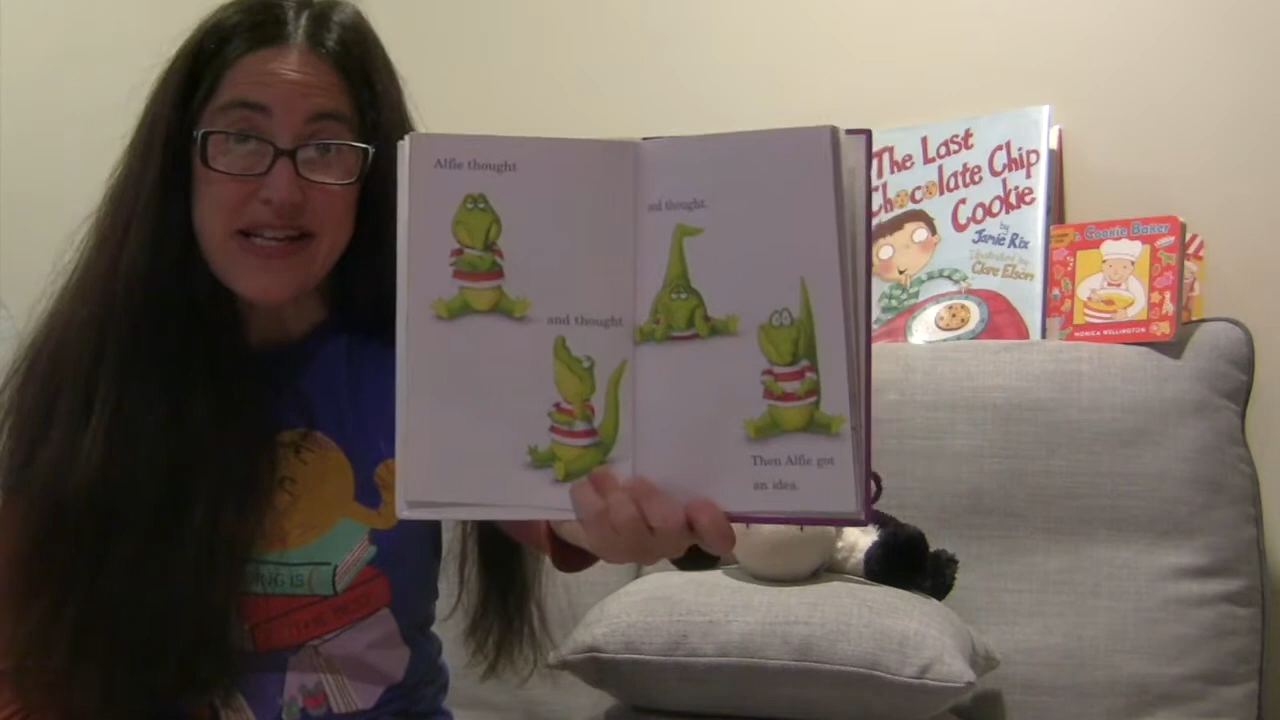 Alfie thought
and thought
and thought.
Then Alfie got
an idea.
The Last
Chocolate Chip
Cookie
by
Jamie Rix
Illustrated by
Clare Elsom
Cookie Baker
MONICA WELLINGTON
IS